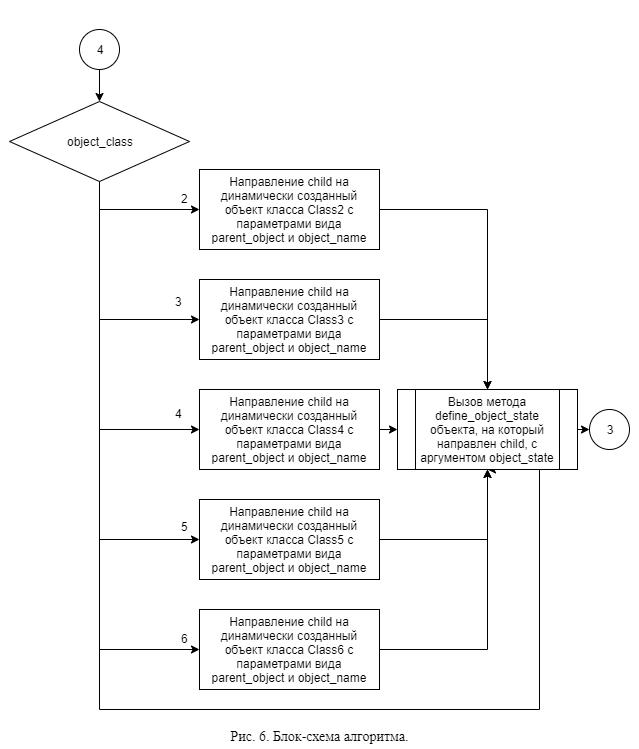 4
object_class
2
Направление child на
динамически созданный
объект класса Class2 с
параметрами вида
parent_object и object_name
3
Направление child на
динамически созданный
объект класса Class3 с
параметрами вида
parent_object и object_name
4
Направление child на
динамически созданный
объект класса Class4 с
параметрами вида
parent_object и object_name
Вызов метода
define_object_state
объекта, на который
направлен child, с
аргументом object_state
3
5
Направление child на
динамически созданный
объект класса Class5 с
параметрами вида
parent_object и object_name
6
Направление child на
динамически созданный
объект класса Class6 с
параметрами вида
parent_object и object_name
Рис. 6. Блок-схема алгоритма.